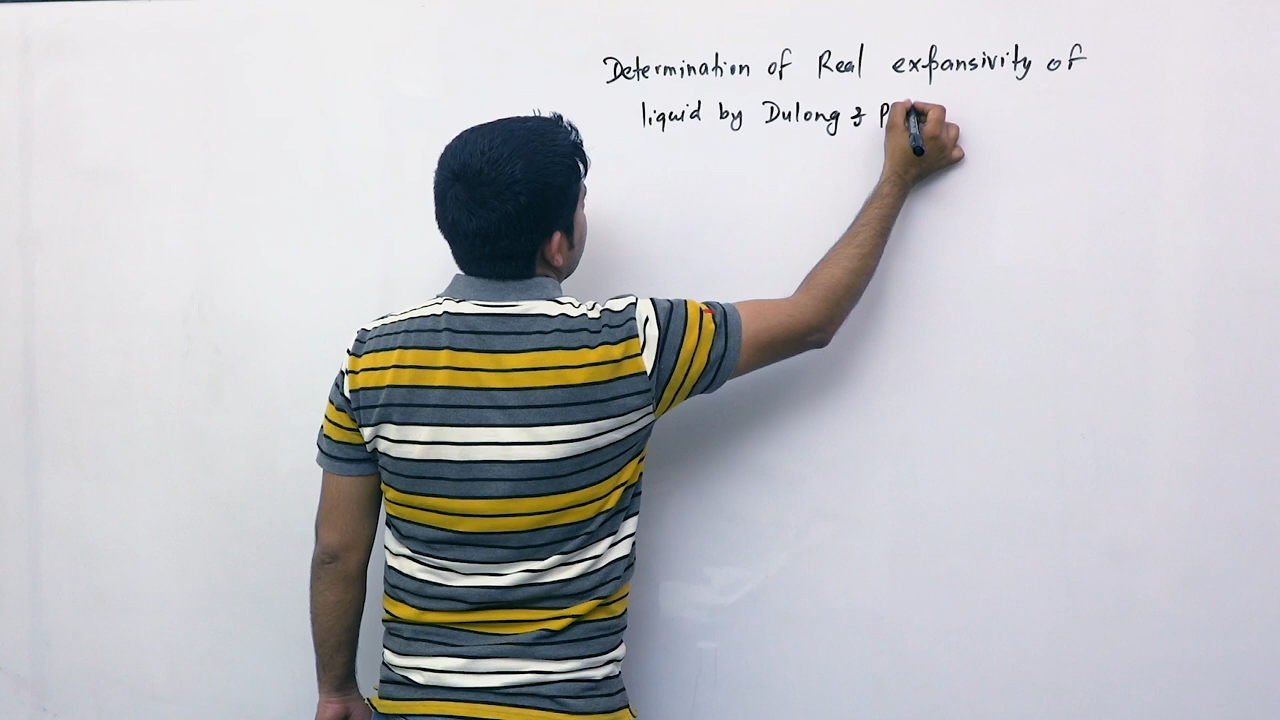 Determination of Real expansivity of
liquid by Dulong & P